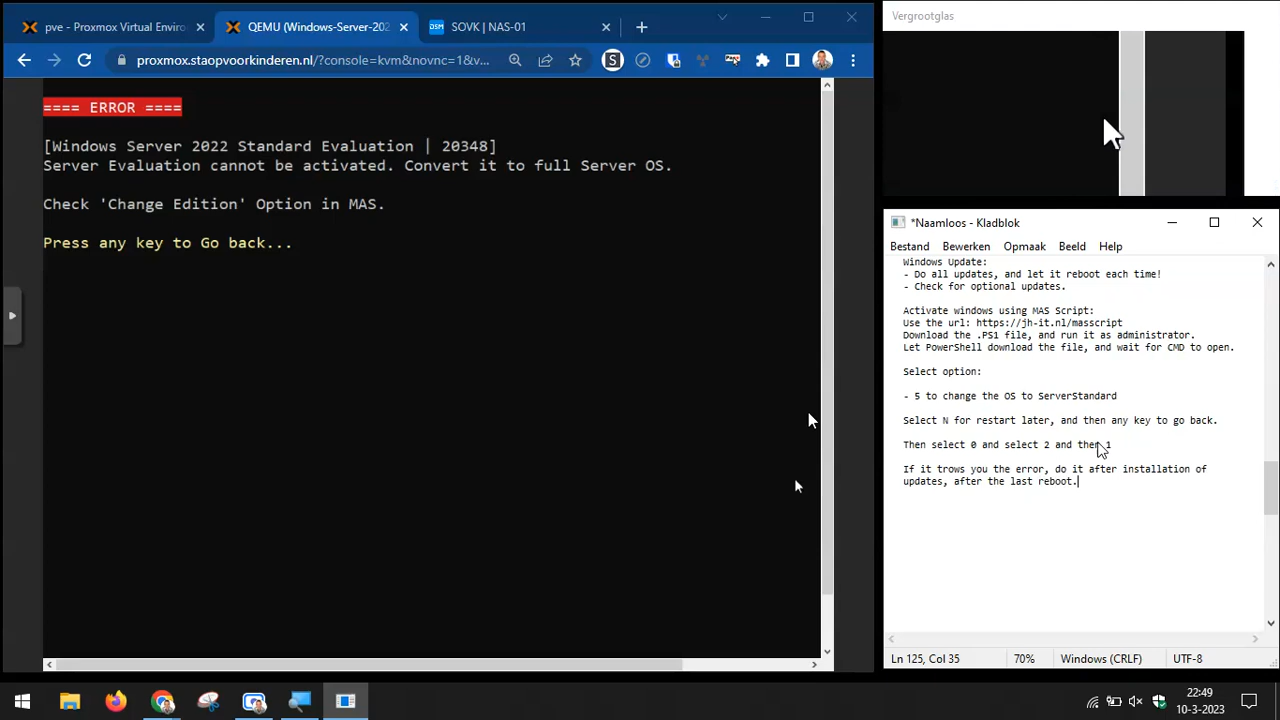 pve - Proxmox Virtual Enviro
QEMU (Windows-Server-202
DSM
SOVK | NAS-01
proxmox.staopvoorkinderen.nl/?console=kvm&novnc=1&v...
==== ERROR ====
[Windows Server 2022 Standard Evaluation | 20348]
Server Evaluation cannot be activated. Convert it to full Server OS.
Check 'Change Edition' Option in MAS.
Press any key to Go back...
Vergrootglas
*Naamloos - Kladblok
Bestand Bewerken Opmaak Beeld Help
Windows Update:
- Do all updates, and let it reboot each time!
- Check for optional updates.
Activate windows using MAS Script:
Use the url: https://jh-it.nl/masscript
Download the .PS1 file, and run it as administrator.
Let PowerShell download the file, and wait for CMD to open.
Select option:
- 5 to change the OS to ServerStandard
Select N for restart later, and then any key to go back.
Then select 0 and select 2 and then 1
If it trows you the error, do it after installation of
updates, after the last reboot.
Ln 125, Col 35
70%
Windows (CRLF)
UTF-8
22:49
10-3-2023